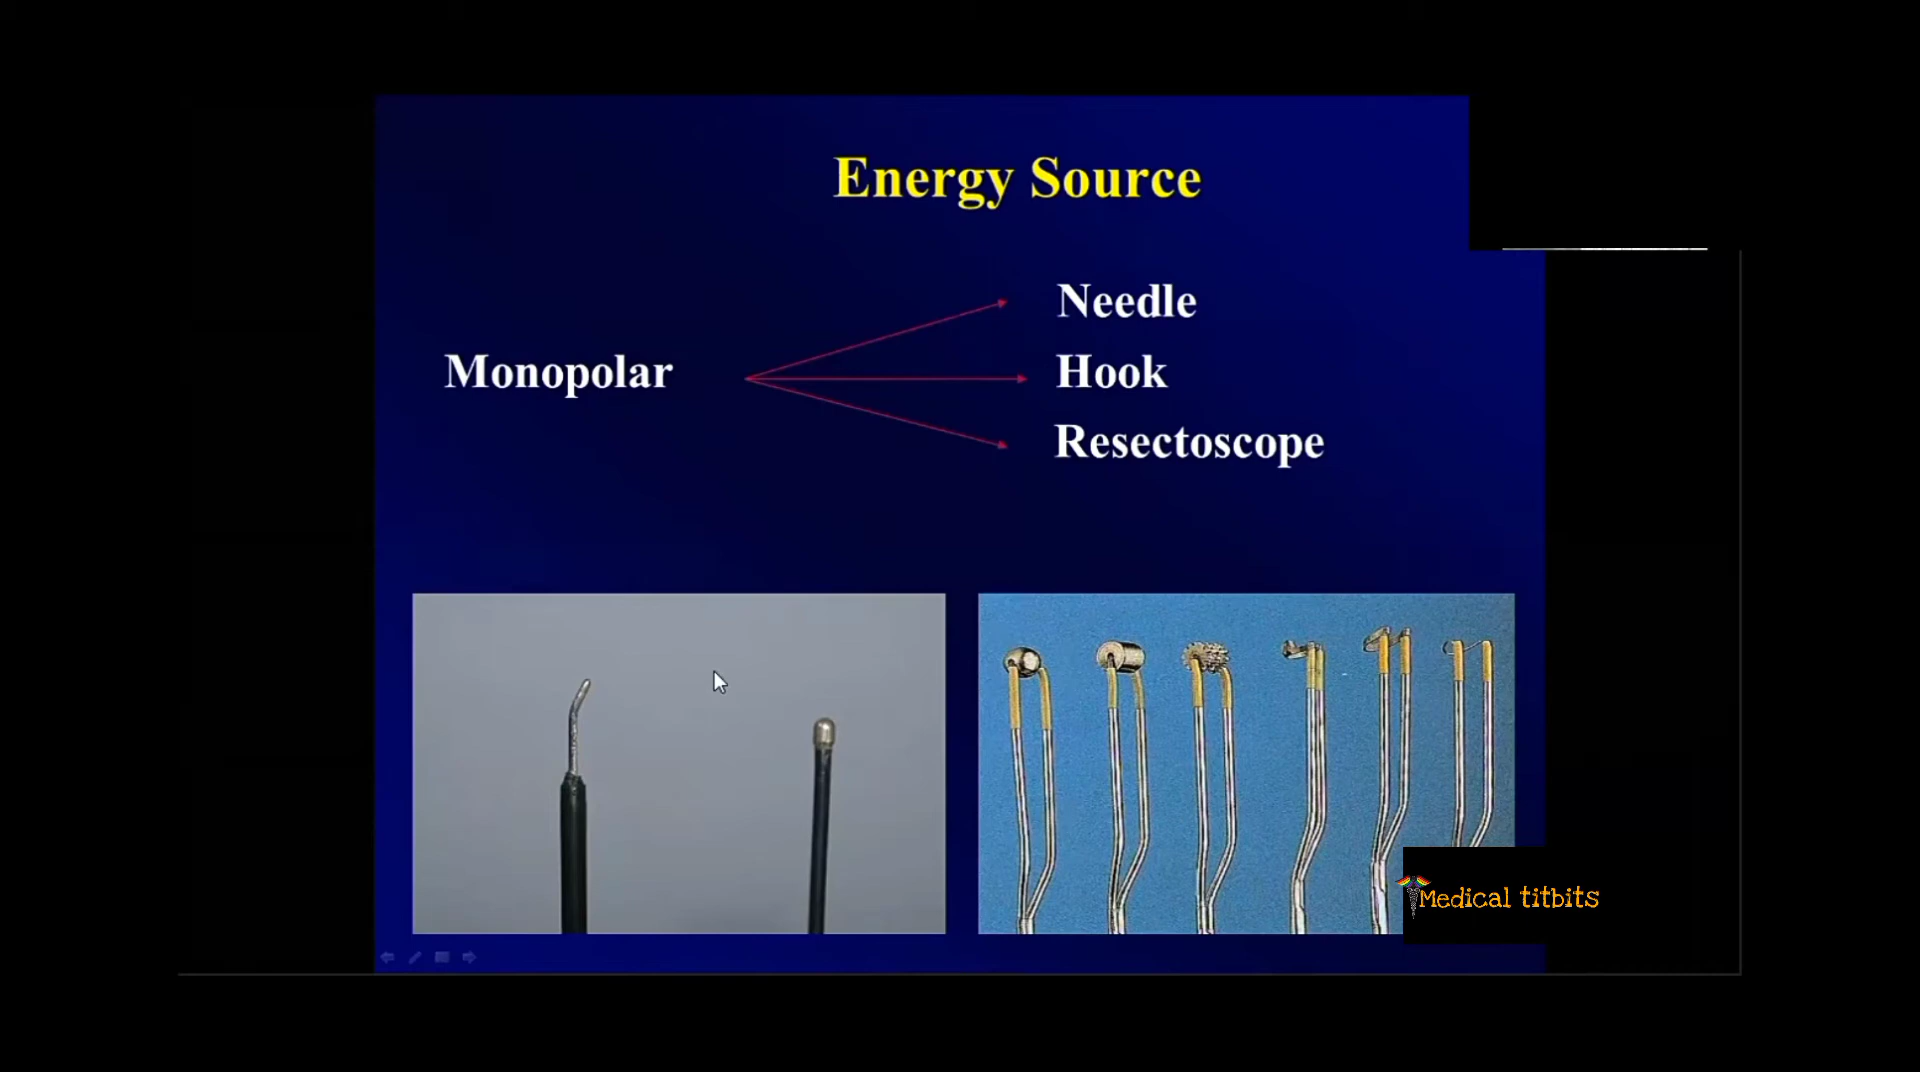 Energy Source
Needle
Monopolar
Hook
Resectoscope
Medical titbits